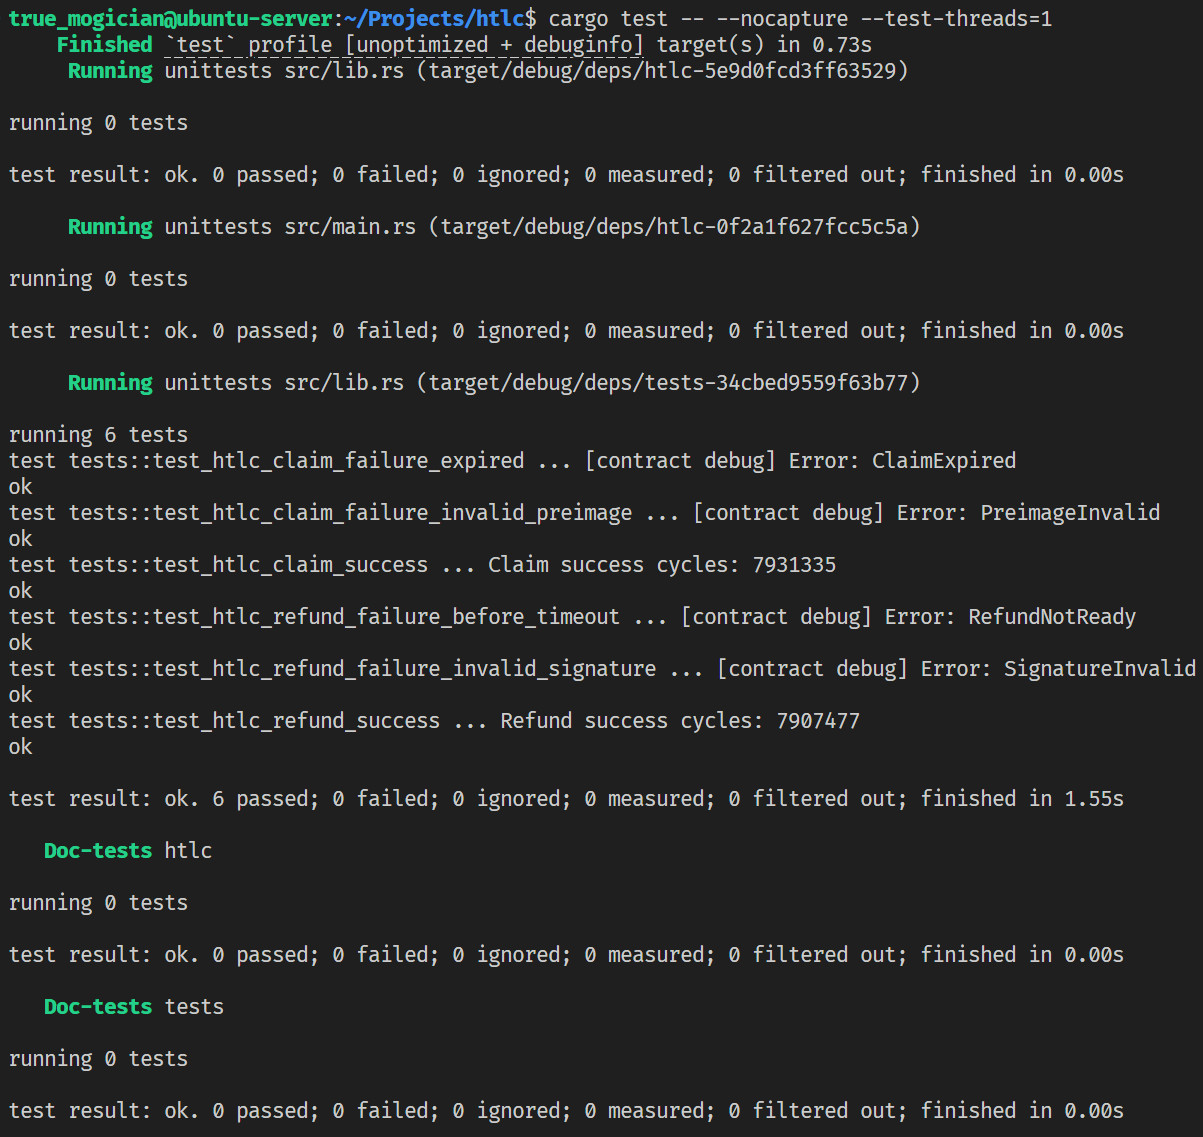 true_mogician@ubuntu-server:~/Projects/htlc$ cargo test -- --nocapture --test-threads=1
Finished `test` profile [unoptimized + debuginfo] target(s) in 0.73s
Running unittests src/lib.rs (target/debug/deps/htlc-5e9d0fcd3ff63529)
running 0 tests
test result: ok. 0 passed; 0 failed; 0 ignored; 0 measured; 0 filtered out; finished in 0.00s
Running unittests src/main.rs (target/debug/deps/htlc-0f2a1f627fcc5c5a)
running 0 tests
test result: ok. 0 passed; 0 failed; 0 ignored; 0 measured; 0 filtered out; finished in 0.00s
Running unittests src/lib.rs (target/debug/deps/tests-34cbed9559f63b77)
running 6 tests
test tests::test_htlc_claim_failure_expired ... [contract debug] Error: ClaimExpired
ok
test tests::test_htlc_claim_failure_invalid_preimage ... [contract debug] Error: PreimageInvalid
ok
test tests::test_htlc_claim_success ... Claim success cycles: 7931335
ok
test tests::test_htlc_refund_failure_before_timeout ... [contract debug] Error: RefundNotReady
ok
test tests::test_htlc_refund_failure_invalid_signature ... [contract debug] Error: SignatureInvalid
ok
test tests::test_htlc_refund_success ... Refund success cycles: 7907477
ok
test result: ok. 6 passed; 0 failed; 0 ignored; 0 measured; 0 filtered out; finished in 1.55s
Doc-tests htlc
running 0 tests
test result: ok. 0 passed; 0 failed; 0 ignored; 0 measured; 0 filtered out; finished in 0.00s
Doc-tests tests
running 0 tests
test result: ok. 0 passed; 0 failed; 0 ignored; 0 measured; 0 filtered out; finished in 0.00s